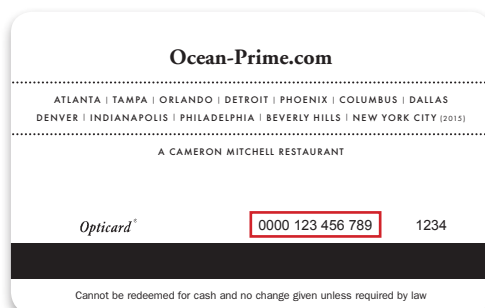 Ocean-Prime.com
ATLANTA | TAMPA | ORLANDO | DETROIT | PHOENIX | COLUMBUS | DALLAS
DENVER | INDIANAPOLIS | PHILADELPHIA | BEVERLY HILLS | NEW YORK CITY (2015)
A CAMERON MITCHELL RESTAURANT
Opticard® 0000 123 456 789 1234
Cannot be redeemed for cash and no change given unless required by law